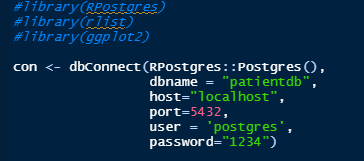 #library(RPostgres)
#library(rlist)
#library(ggplot2)
con <- dbConnect(RPostgres::Postgres(),
dbname = "patientdb",
host="localhost",
port=5432,
user = 'postgres',
password="1234")